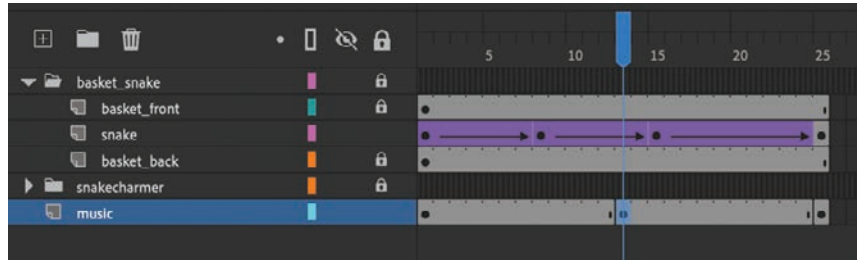 5 10 15 20 25
basket_snake
basket_front
snake
basket_back
snakecharmer
music